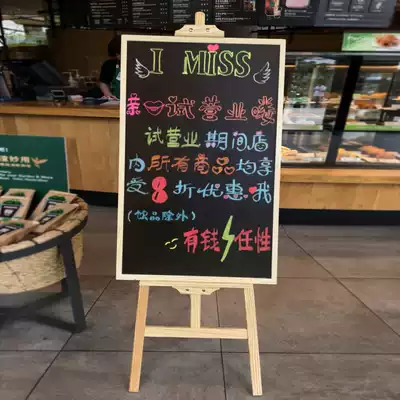 I MISS
亲 试营业喽
试营业期间店
内所有商品均享
受8折优惠哦
(饮品除外)
有钱 任性